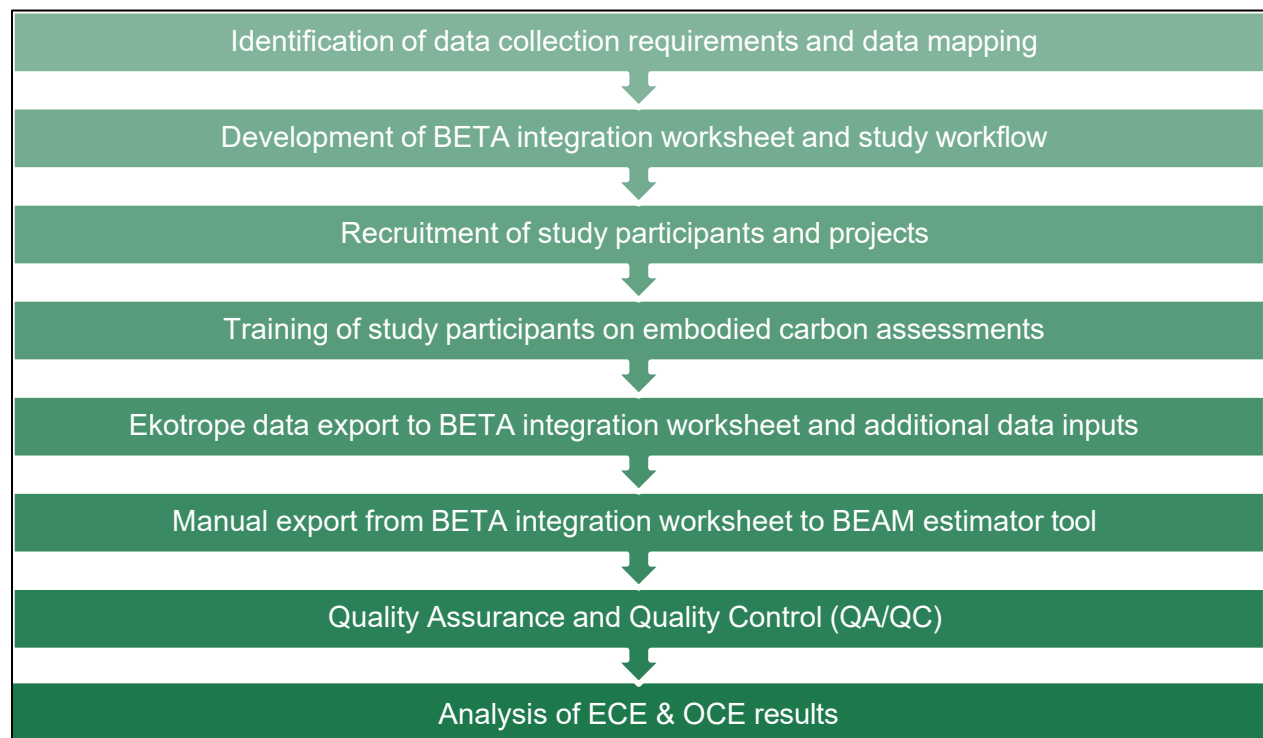 Identification of data collection requirements and data mapping
Development of BETA integration worksheet and study workflow
Recruitment of study participants and projects
Training of study participants on embodied carbon assessments
Ekotrope data export to BETA integration worksheet and additional data inputs
Manual export from BETA integration worksheet to BEAM estimator tool
Quality Assurance and Quality Control (QA/QC)
Analysis of ECE & OCE results